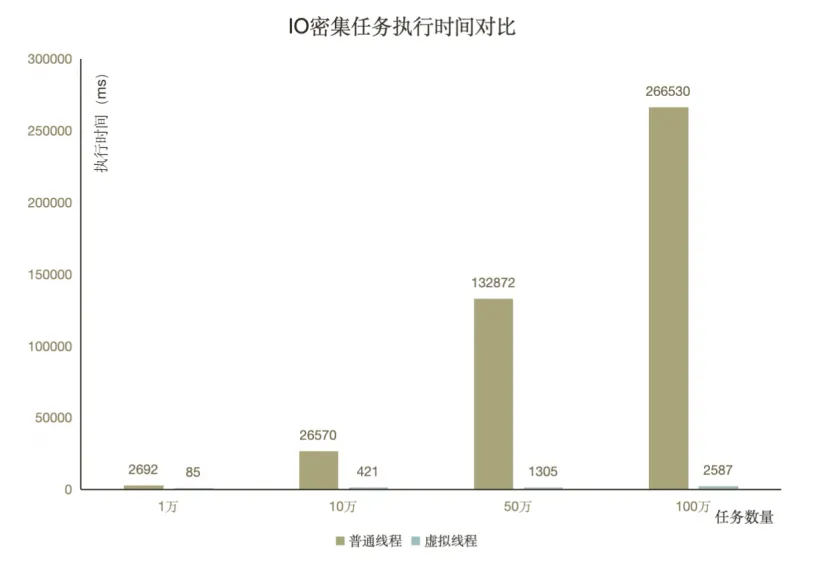 IO密集任务执行时间对比
执行时间（ms）
300000
250000
200000
150000
100000
50000
0
2692
85
26570
421
132872
1305
266530
2587
1万
10万
50万
100万
任务数量
普通线程
虚拟线程